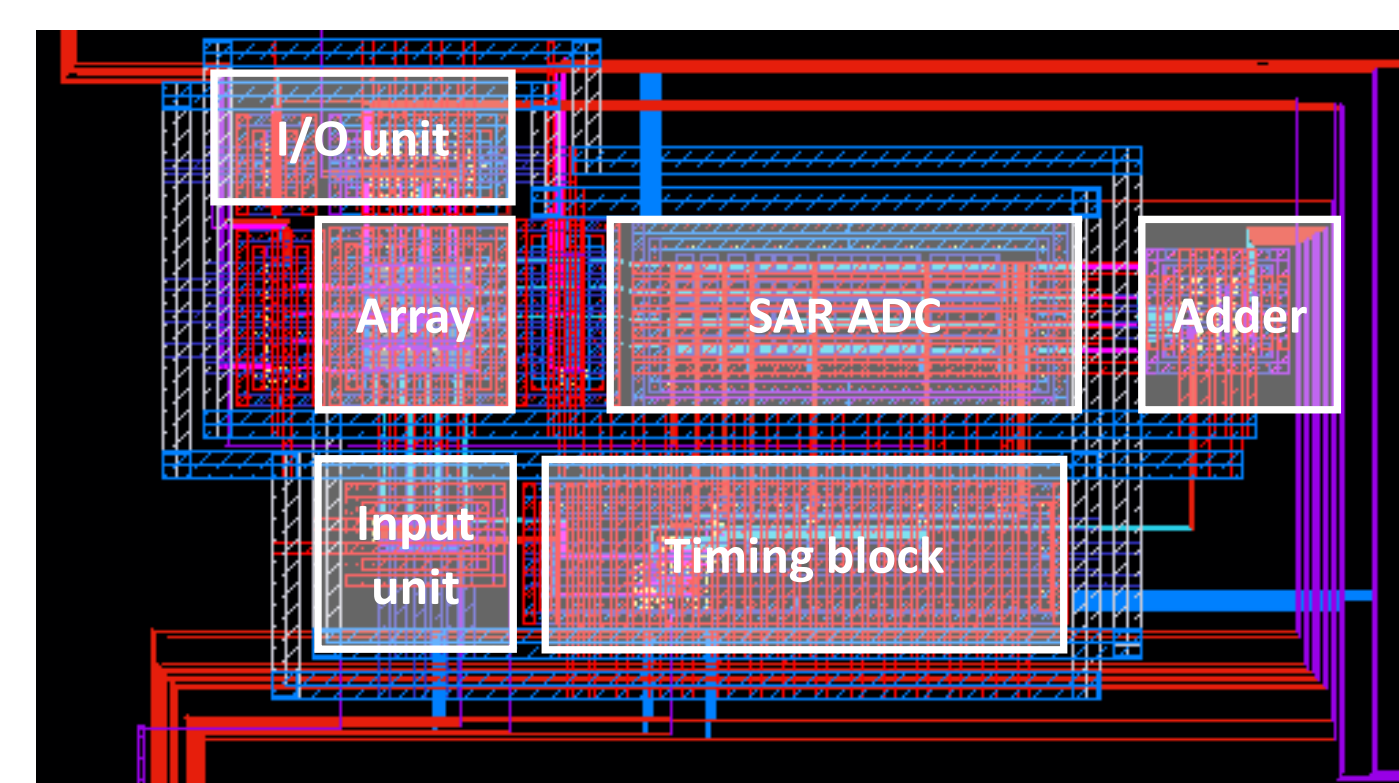 I/O unit
Array
SAR ADC
Adder
Input
unit
Timing block